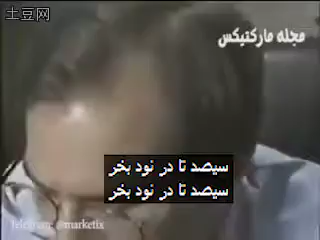 土豆网
مجله مارکتیکس
سیصد تا در نود بخر
سیصد تا در نود بخر
Telegram: @marketix